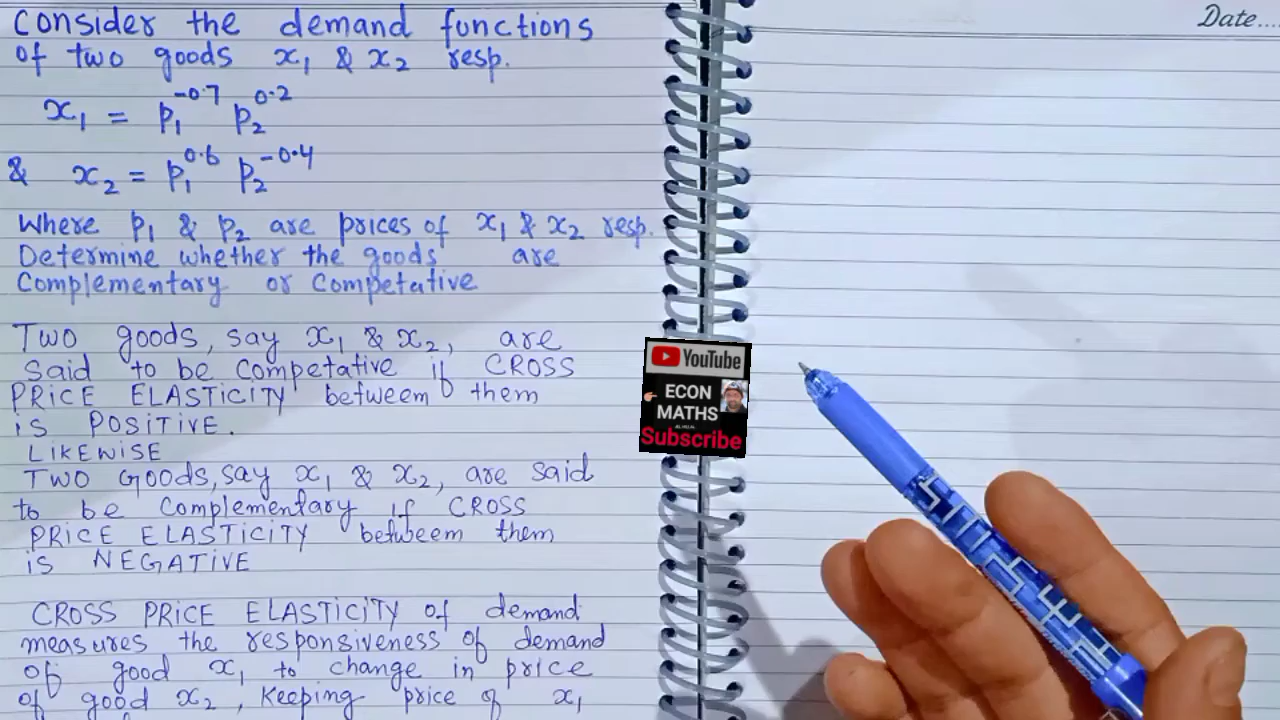 Consider the demand functions
of two goods x₁ & x₂ resp.
x₁ = p₁^-0.7 p₂^0.2
& x₂ = p₁^0.6 p₂^-0.4
Where p₁ & p₂ are prices of x₁ & x₂ resp.
Determine whether the goods are
Complementary or Competative
Two goods, say x₁ & x₂, are
said to be competative if CROSS
PRICE ELASTICITY betweem them
is POSITIVE.
LIKEWISE
TWO GOODS, say x₁ & x₂, are said
to be Complementary if CROSS
PRICE ELASTICITY betweem them
is NEGATIVE
CROSS PRICE ELASTICITY of demand
measures the responsiveness of demand
of good x₁ to change in price
of good x₂, Keeping price of x₁
Date....
YouTube
ECON
MATHS
Subscribe